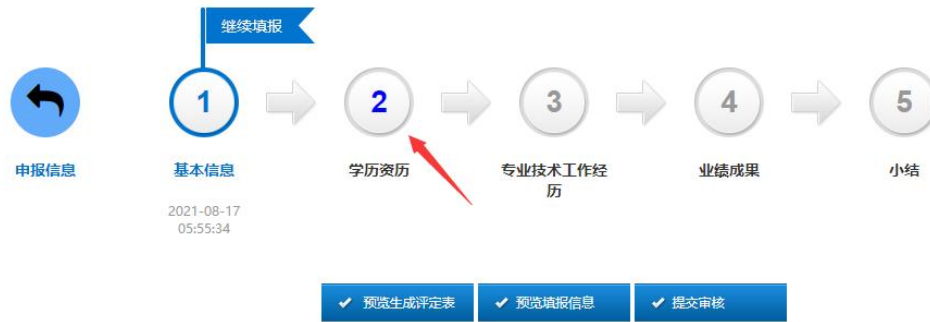 继续填报
1
2
3
4
5
申报信息
基本信息
学历资历
专业技术工作经
历
业绩成果
小结
2021-08-17
05:55:34
预览生成评定表
预览填报信息
提交审核